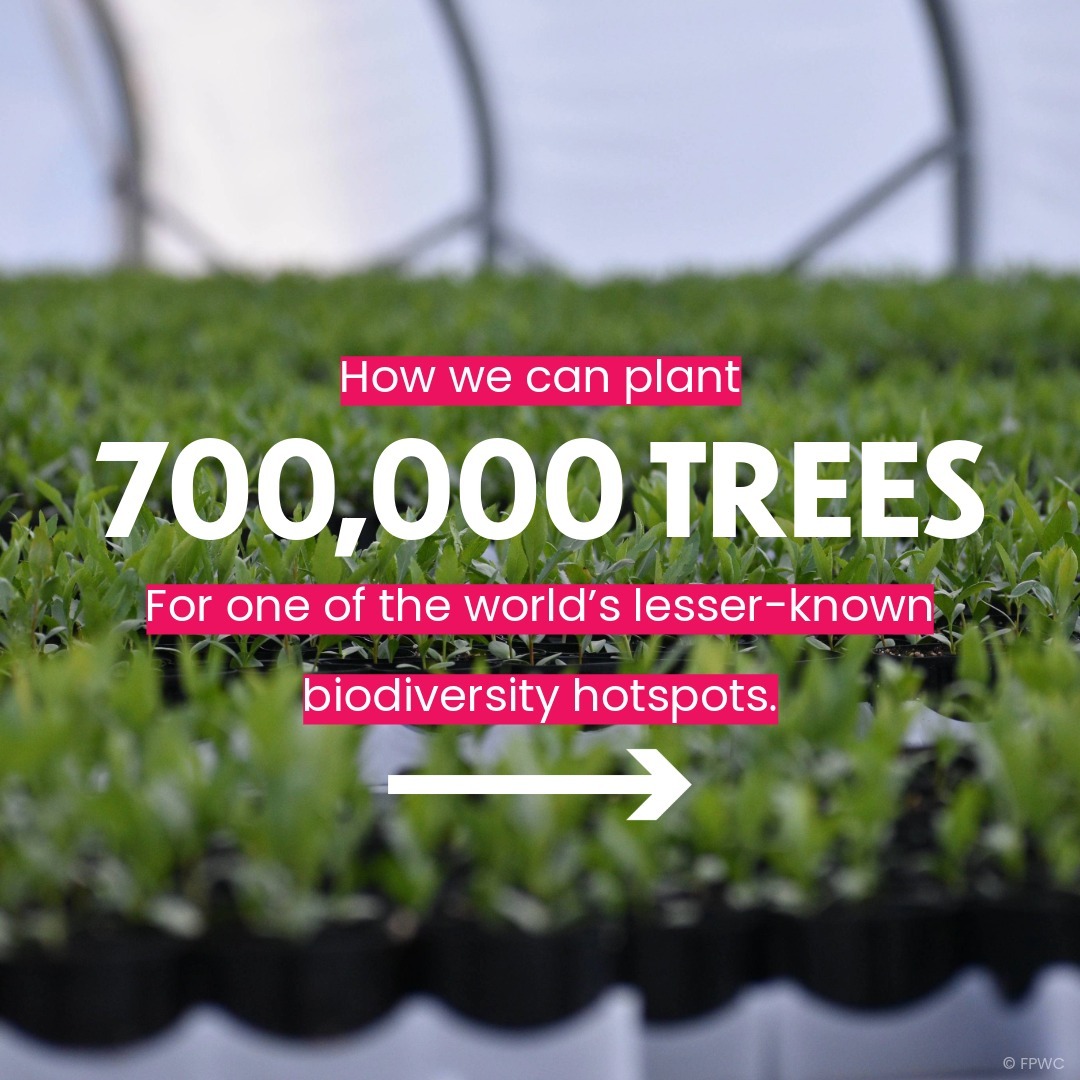 How we can plant
700,000 TREES
For one of the world’s lesser-known
biodiversity hotspots.
© FPWC